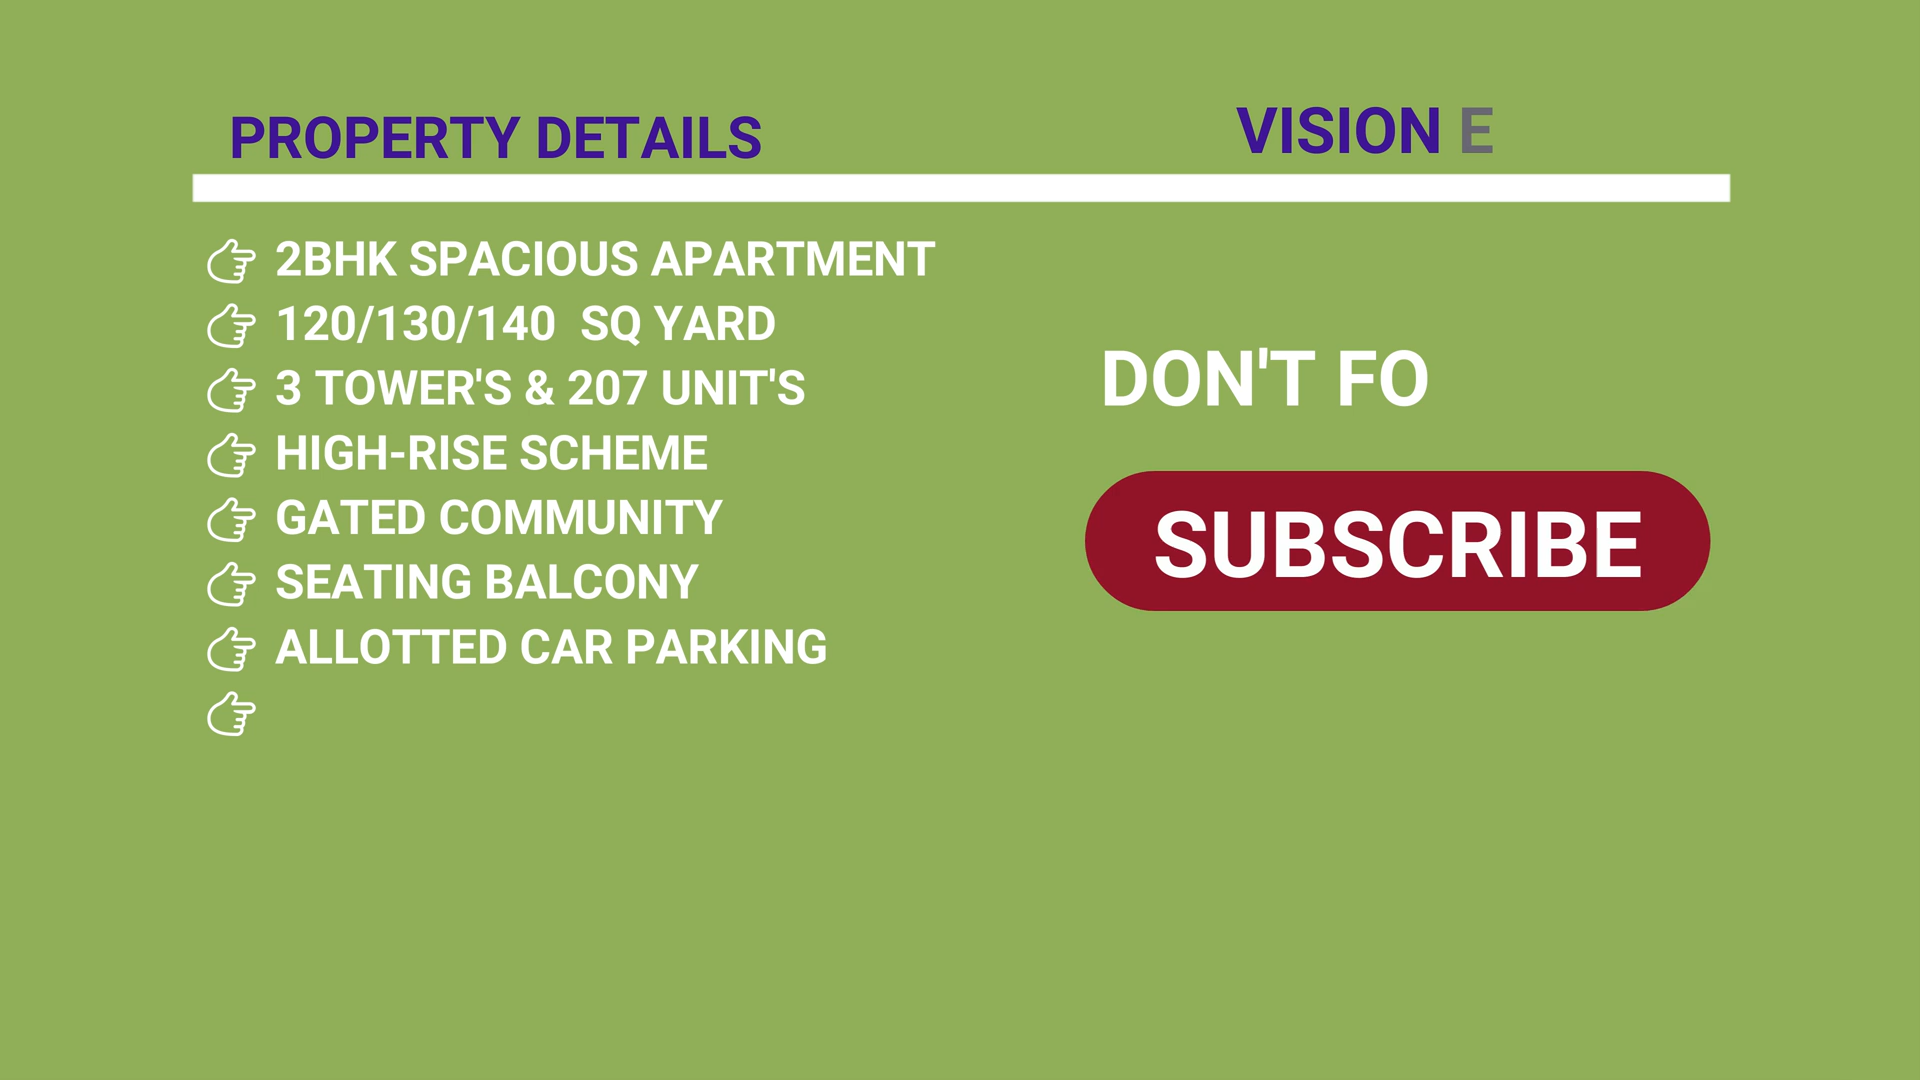 PROPERTY DETAILS
VISION E
2BHK SPACIOUS APARTMENT
120/130/140  SQ YARD
3 TOWER'S & 207 UNIT'S
HIGH-RISE SCHEME
GATED COMMUNITY
SEATING BALCONY
ALLOTTED CAR PARKING
DON'T FO
SUBSCRIBE